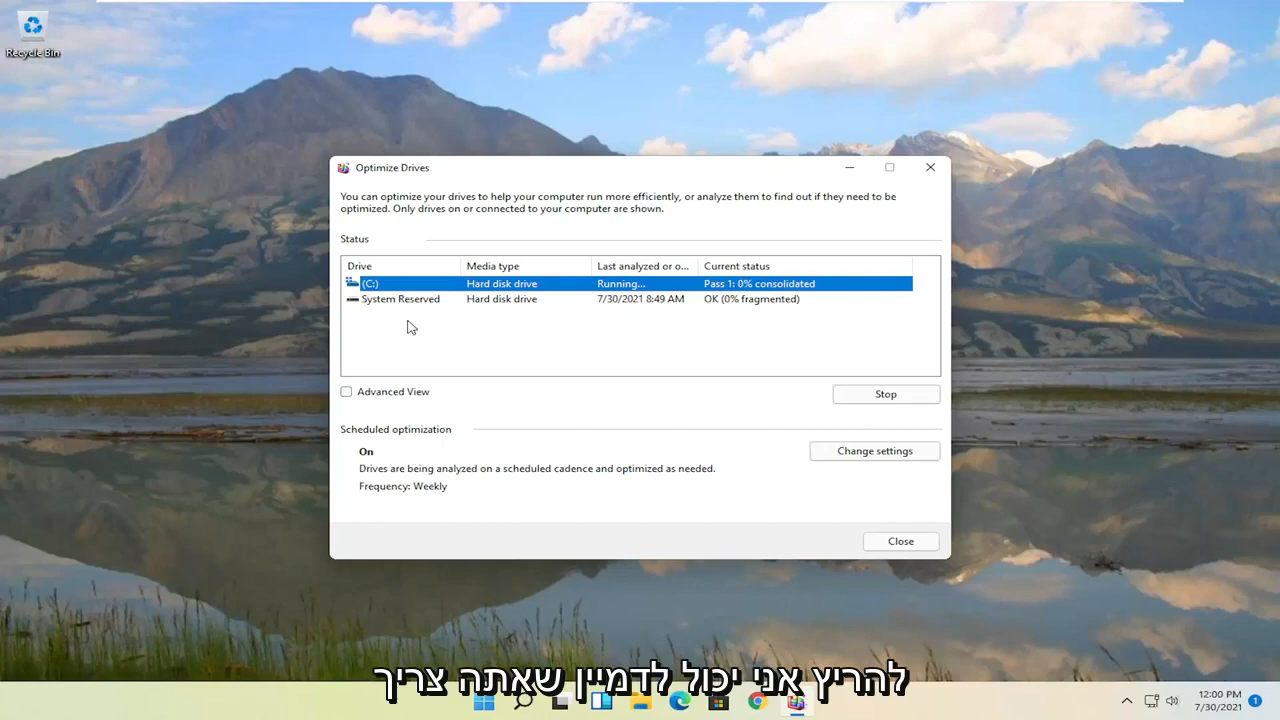 Recycle Bin
Optimize Drives
You can optimize your drives to help your computer run more efficiently, or analyze them to find out if they need to be
optimized. Only drives on or connected to your computer are shown.
Status
Drive Media type Last analyzed or o... Current status
(C:) Hard disk drive Running... Pass 1: 0% consolidated
System Reserved Hard disk drive 7/30/2021 8:49 AM OK (0% fragmented)
Advanced View
Stop
Scheduled optimization
On
Change settings
Drives are being analyzed on a scheduled cadence and optimized as needed.
Frequency: Weekly
Close
להריץ אני יכול לדמיין שאתה צריך
12:00 PM
7/30/2021
1